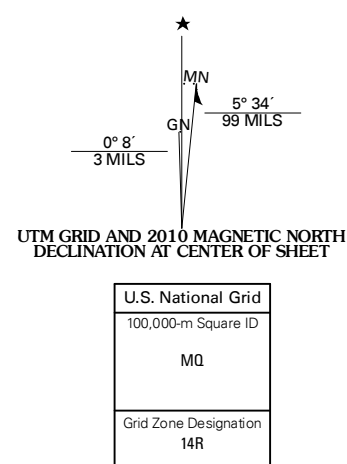 ★
MN
GN
5° 34´
99 MILS
0° 8´
3 MILS
UTM GRID AND 2010 MAGNETIC NORTH
DECLINATION AT CENTER OF SHEET
U.S. National Grid
100,000-m Square ID
MQ
Grid Zone Designation
14R